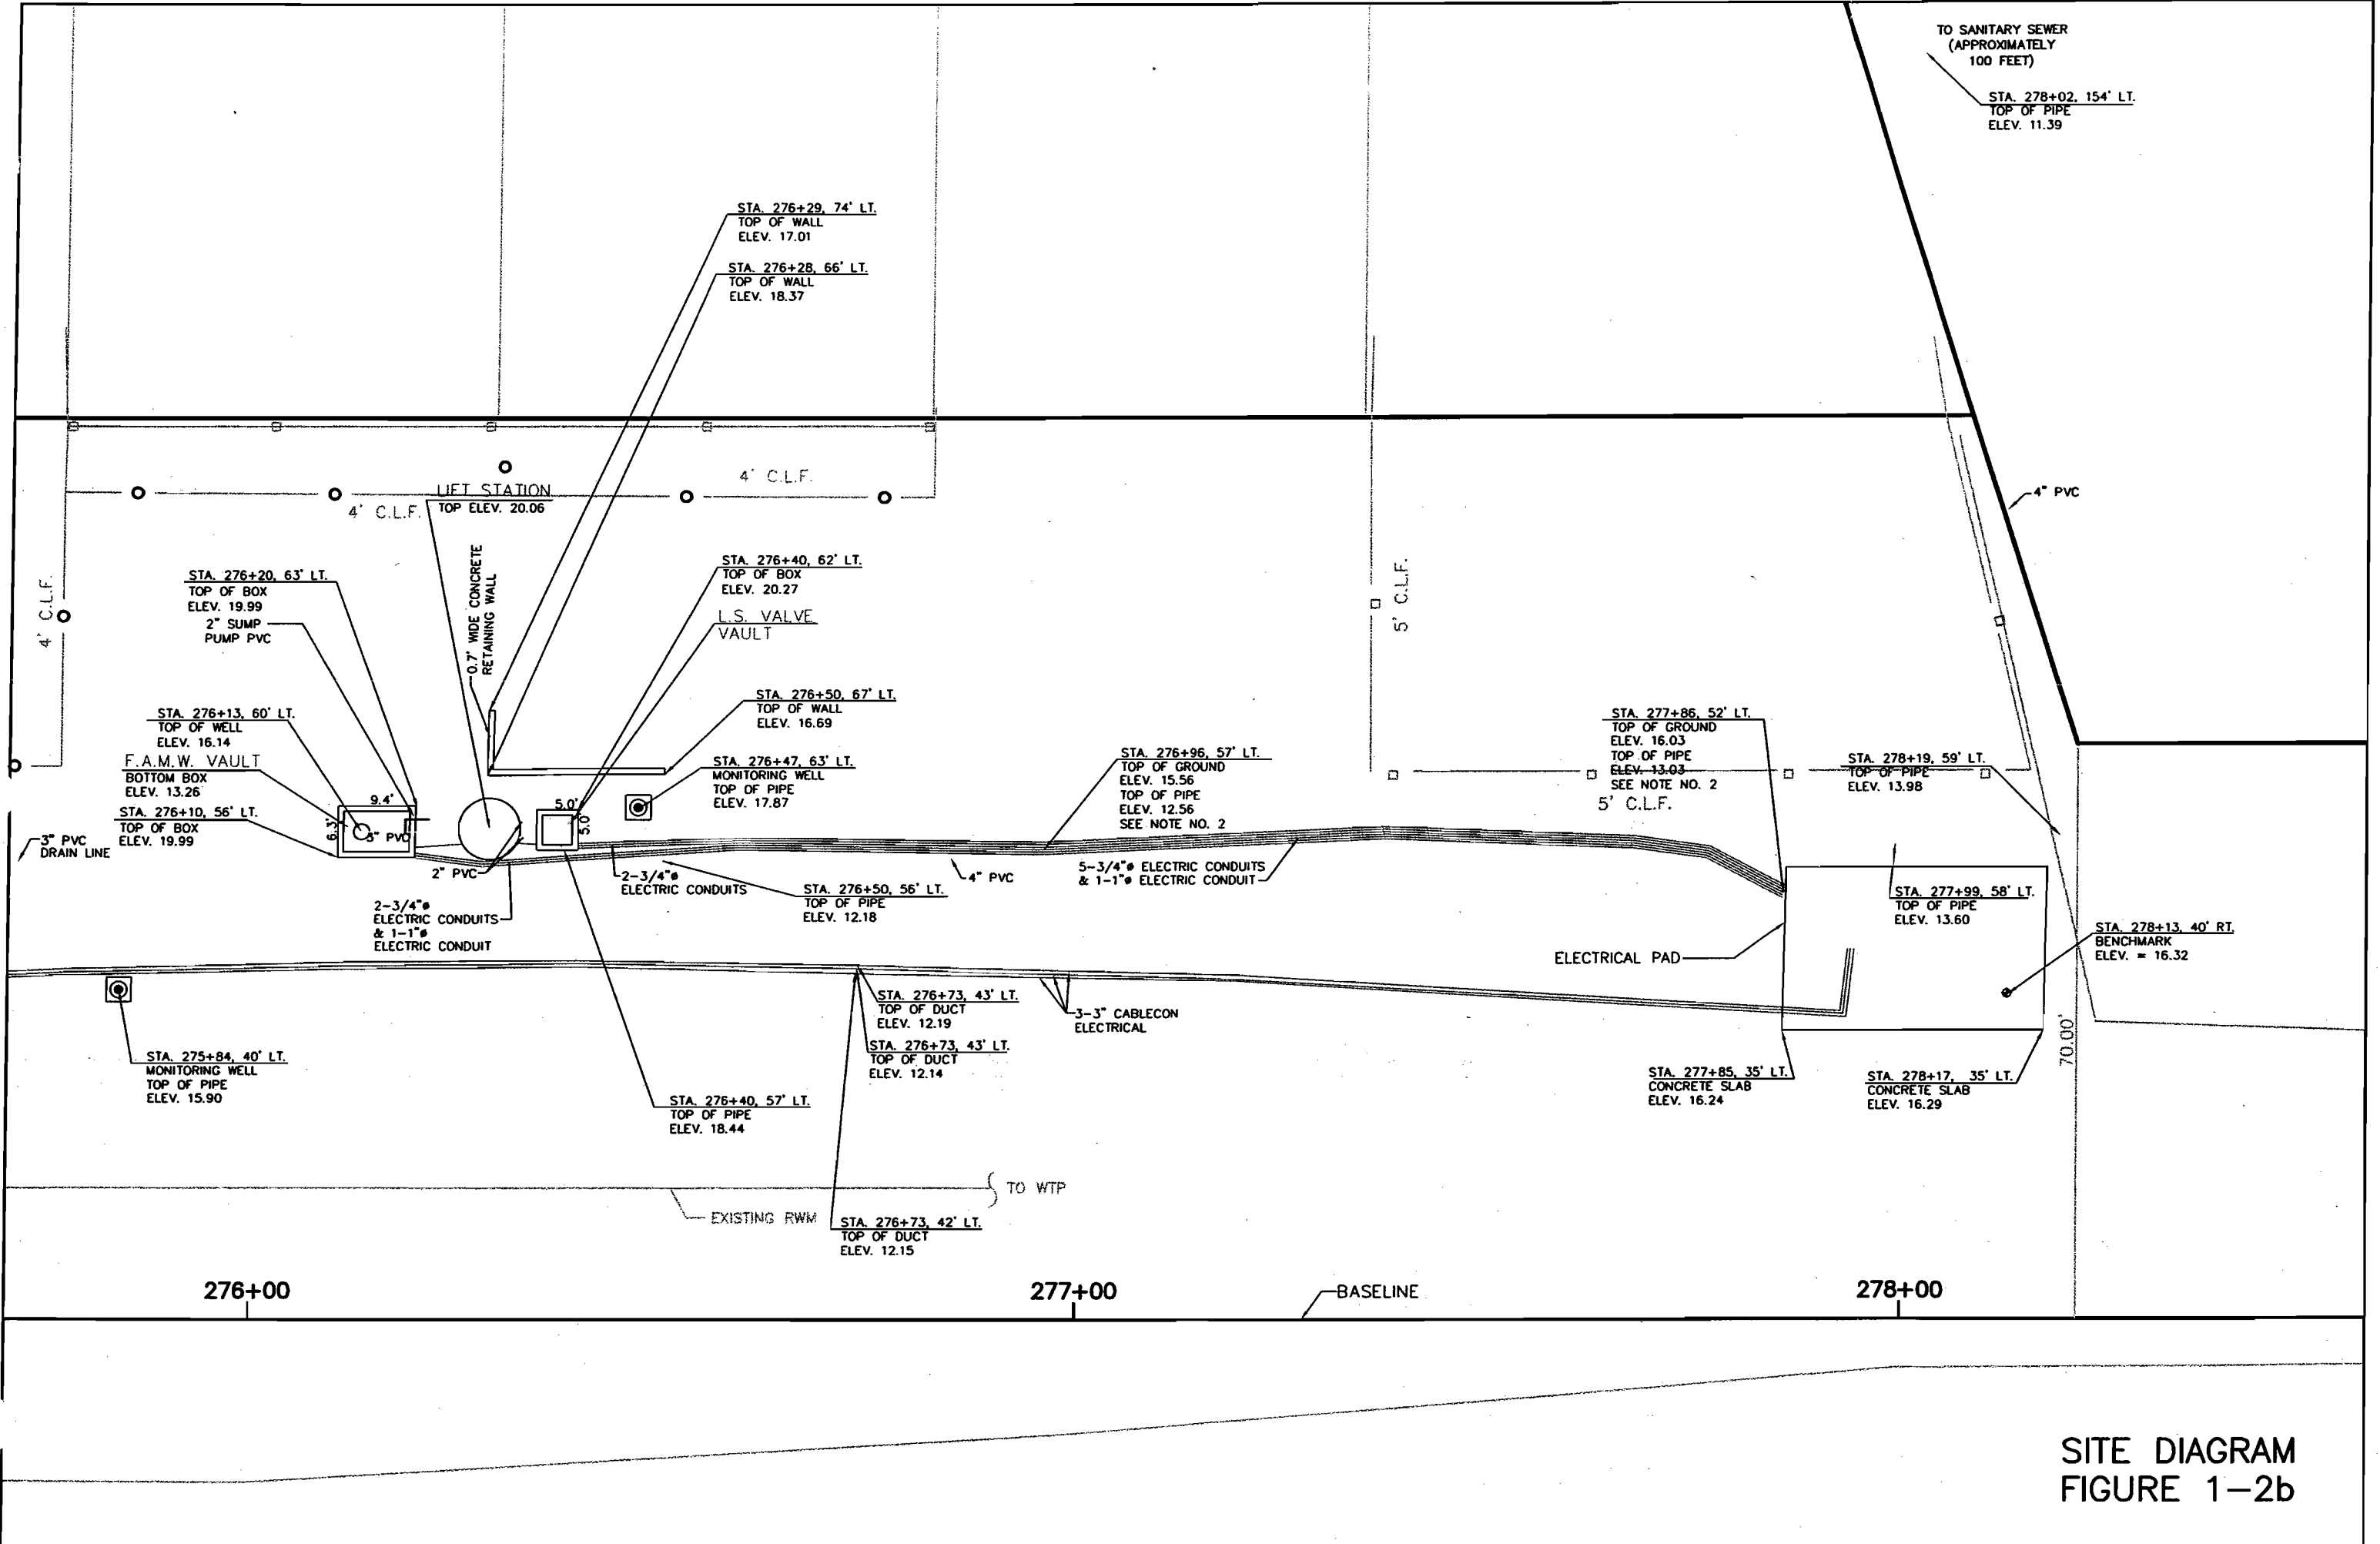 TO SANITARY SEWER
(APPROXIMATELY
100 FEET)
STA. 278+02, 154' LT.
TOP OF PIPE
ELEV. 11.39
STA. 276+29, 74' LT.
TOP OF WALL
ELEV. 17.01
STA. 276+28, 66' LT.
TOP OF WALL
ELEV. 18.37
4' C.L.F.
LIFT STATION
TOP ELEV. 20.06
4' C.L.F.
4" PVC
4' C.L.F.
0.7' WIDE CONCRETE
RETAINING WALL
STA. 276+20, 63' LT.
TOP OF BOX
ELEV. 19.99
2" SUMP
PUMP PVC
STA. 276+40, 62' LT.
TOP OF BOX
ELEV. 20.27
L.S. VALVE
VAULT
5' C.L.F.
STA. 276+13, 60' LT.
TOP OF WELL
ELEV. 16.14
F.A.M.W. VAULT
BOTTOM BOX
ELEV. 13.26
STA. 276+10, 56' LT.
TOP OF BOX
ELEV. 19.99
9.4'
6.3'
3" PVC
5.0'
5.0'
STA. 276+50, 67' LT.
TOP OF WALL
ELEV. 16.69
STA. 276+47, 63' LT.
MONITORING WELL
TOP OF PIPE
ELEV. 17.87
STA. 276+96, 57' LT.
TOP OF GROUND
ELEV. 15.56
TOP OF PIPE
ELEV. 12.56
SEE NOTE NO. 2
STA. 277+86, 52' LT.
TOP OF GROUND
ELEV. 16.03
TOP OF PIPE
ELEV. 13.03
SEE NOTE NO. 2
5' C.L.F.
STA. 278+19, 59' LT.
TOP OF PIPE
ELEV. 13.98
3" PVC
DRAIN LINE
2" PVC
2-3/4"ø
ELECTRIC CONDUITS
4" PVC
5-3/4"ø ELECTRIC CONDUITS
& 1-1"ø ELECTRIC CONDUIT
STA. 276+50, 56' LT.
TOP OF PIPE
ELEV. 12.18
2-3/4"ø
ELECTRIC CONDUITS
& 1-1"ø
ELECTRIC CONDUIT
STA. 277+99, 58' LT.
TOP OF PIPE
ELEV. 13.60
ELECTRICAL PAD
STA. 278+13, 40' RT.
BENCHMARK
ELEV. = 16.32
STA. 276+73, 43' LT.
TOP OF DUCT
ELEV. 12.19
3-3" CABLECON
ELECTRICAL
STA. 276+73, 43' LT.
TOP OF DUCT
ELEV. 12.14
70.00'
STA. 275+84, 40' LT.
MONITORING WELL
TOP OF PIPE
ELEV. 15.90
STA. 276+40, 57' LT.
TOP OF PIPE
ELEV. 18.44
STA. 277+85, 35' LT.
CONCRETE SLAB
ELEV. 16.24
STA. 278+17, 35' LT.
CONCRETE SLAB
ELEV. 16.29
TO WTP
EXISTING RWM
STA. 276+73, 42' LT.
TOP OF DUCT
ELEV. 12.15
276+00
277+00
BASELINE
278+00
SITE DIAGRAM
FIGURE 1-2b